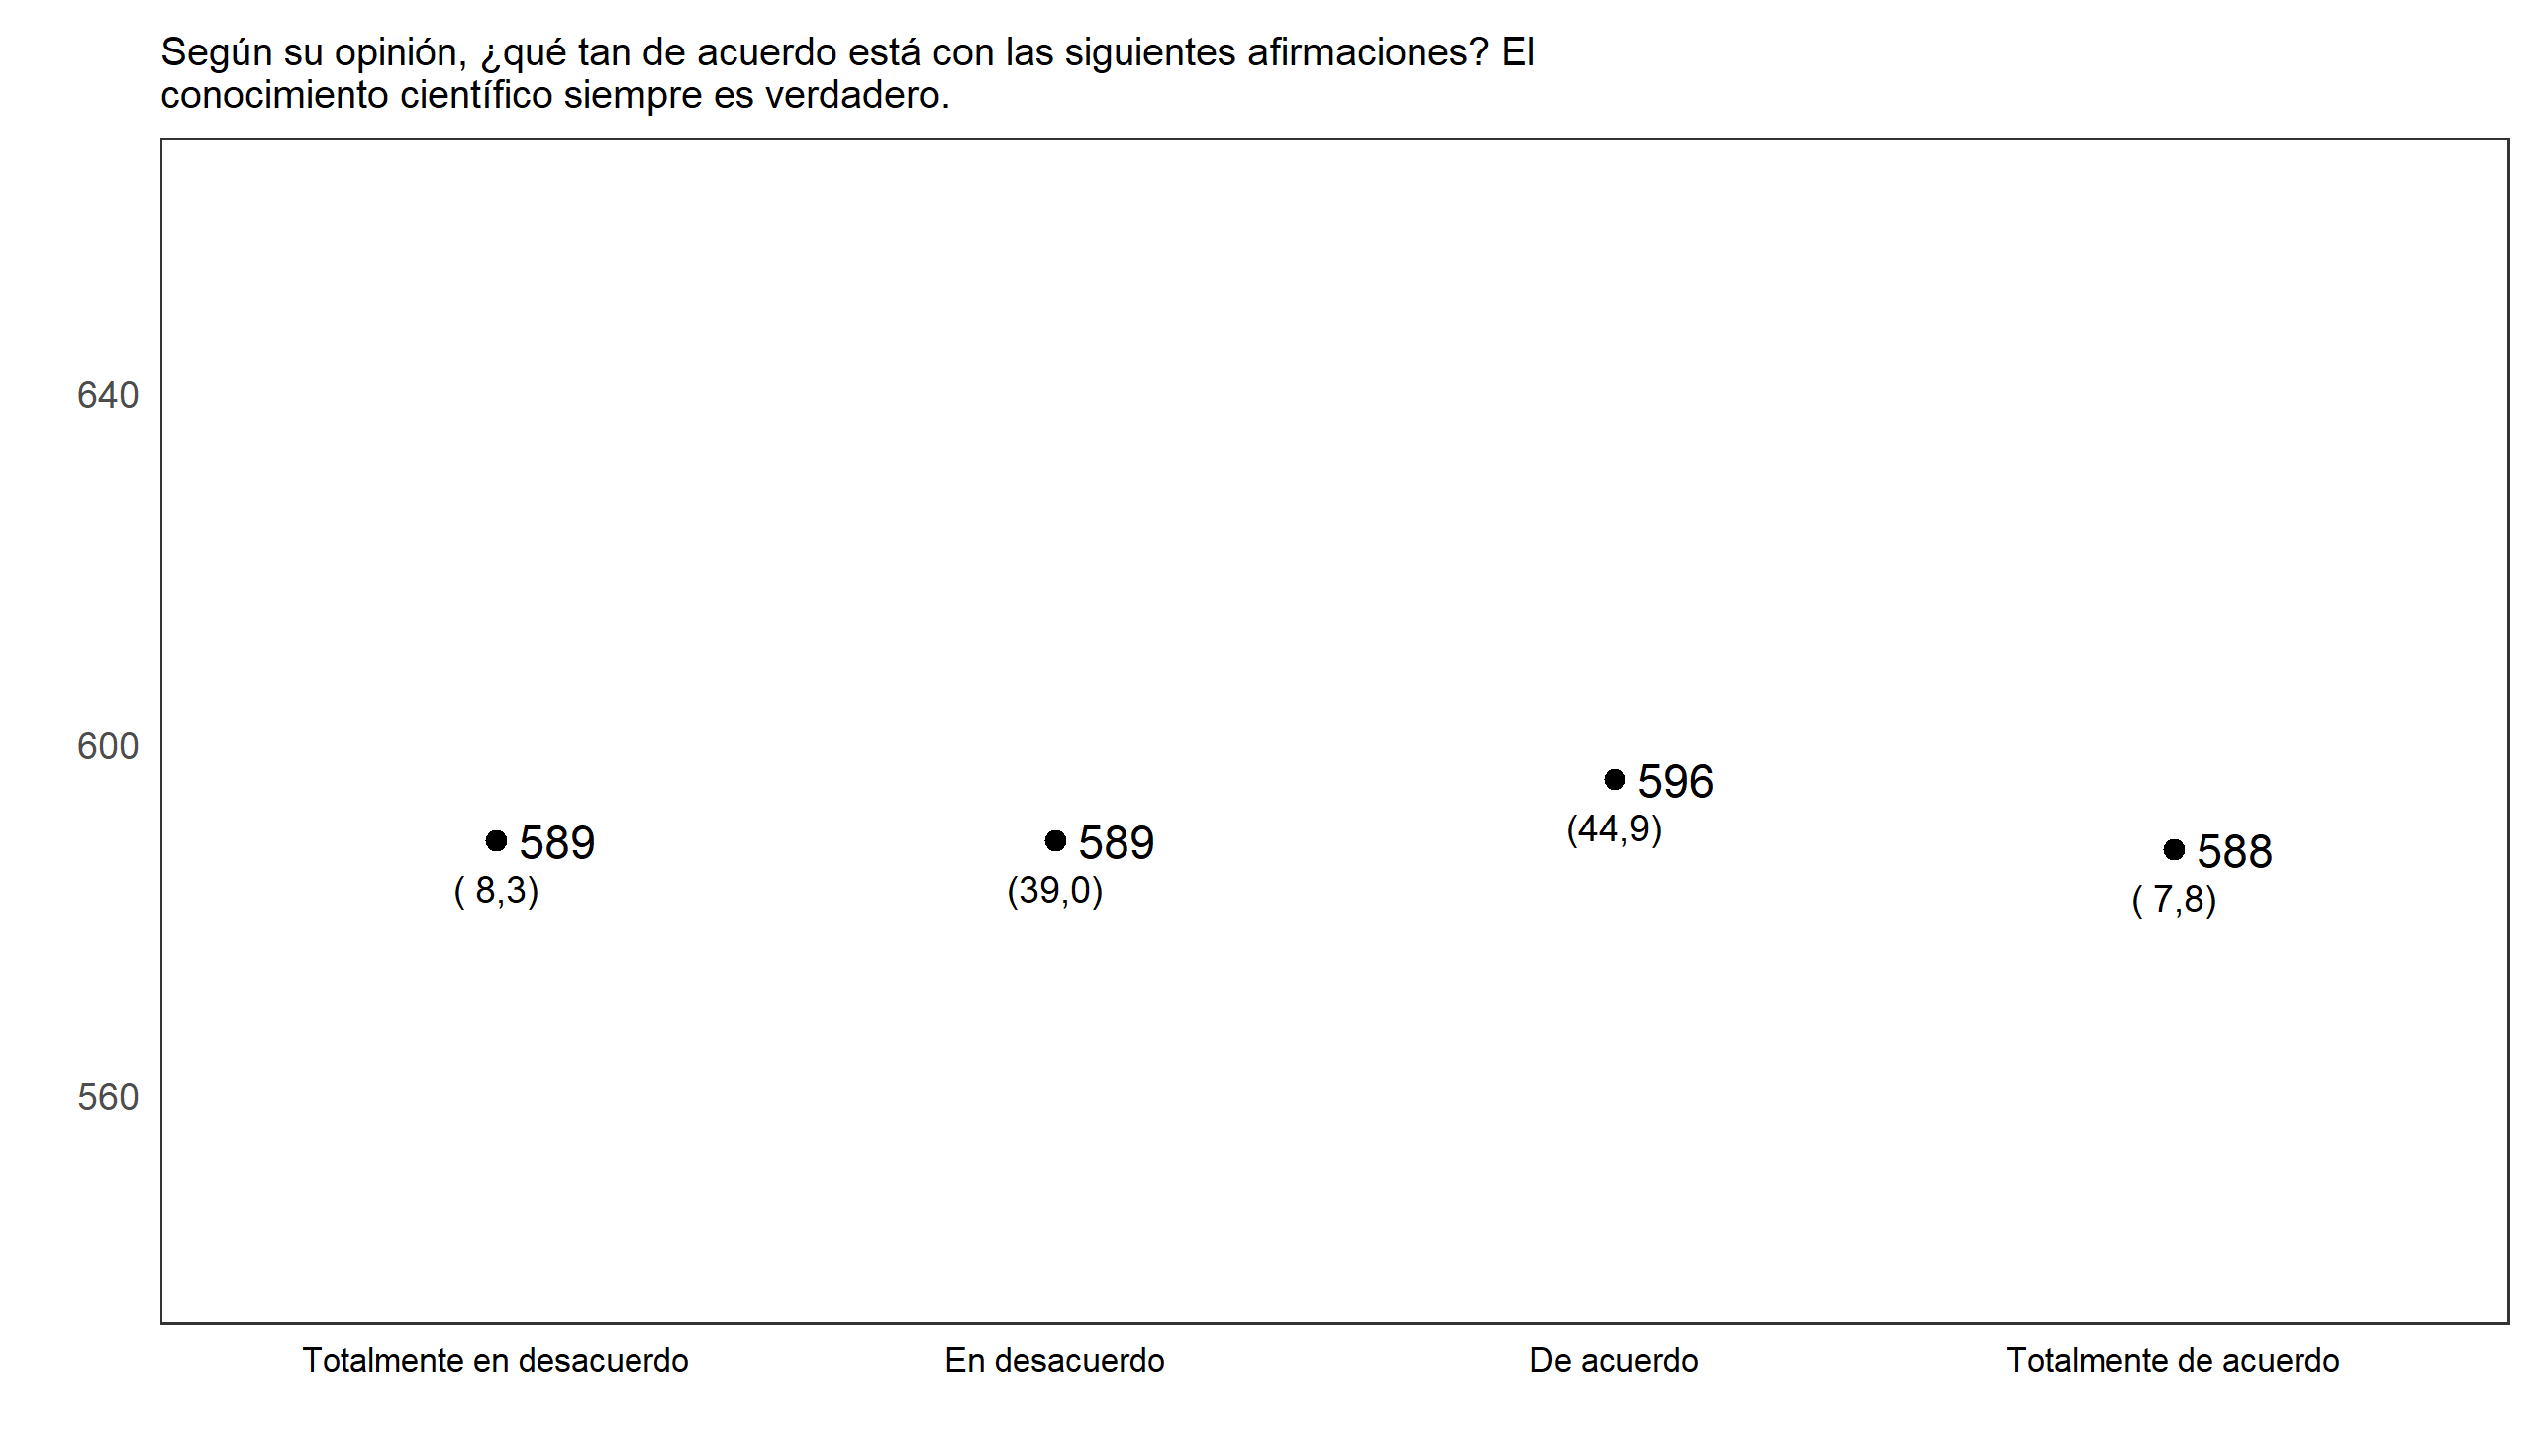 Según su opinión, ¿qué tan de acuerdo está con las siguientes afirmaciones? El
conocimiento científico siempre es verdadero.
640
600
560
589
( 8,3)
589
(39,0)
596
(44,9)
588
( 7,8)
Totalmente en desacuerdo
En desacuerdo
De acuerdo
Totalmente de acuerdo